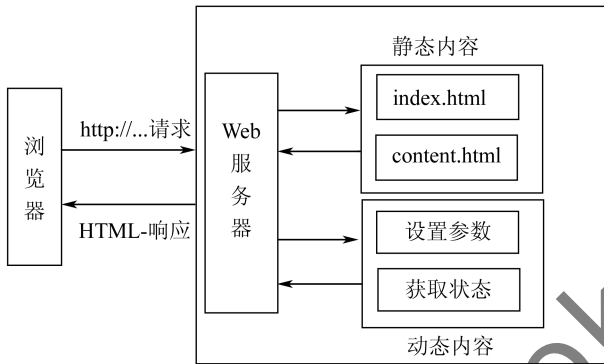 静态内容
index.html
content.html
http://...请求
浏览器
HTML-响应
Web
服务器
设置参数
获取状态
动态内容